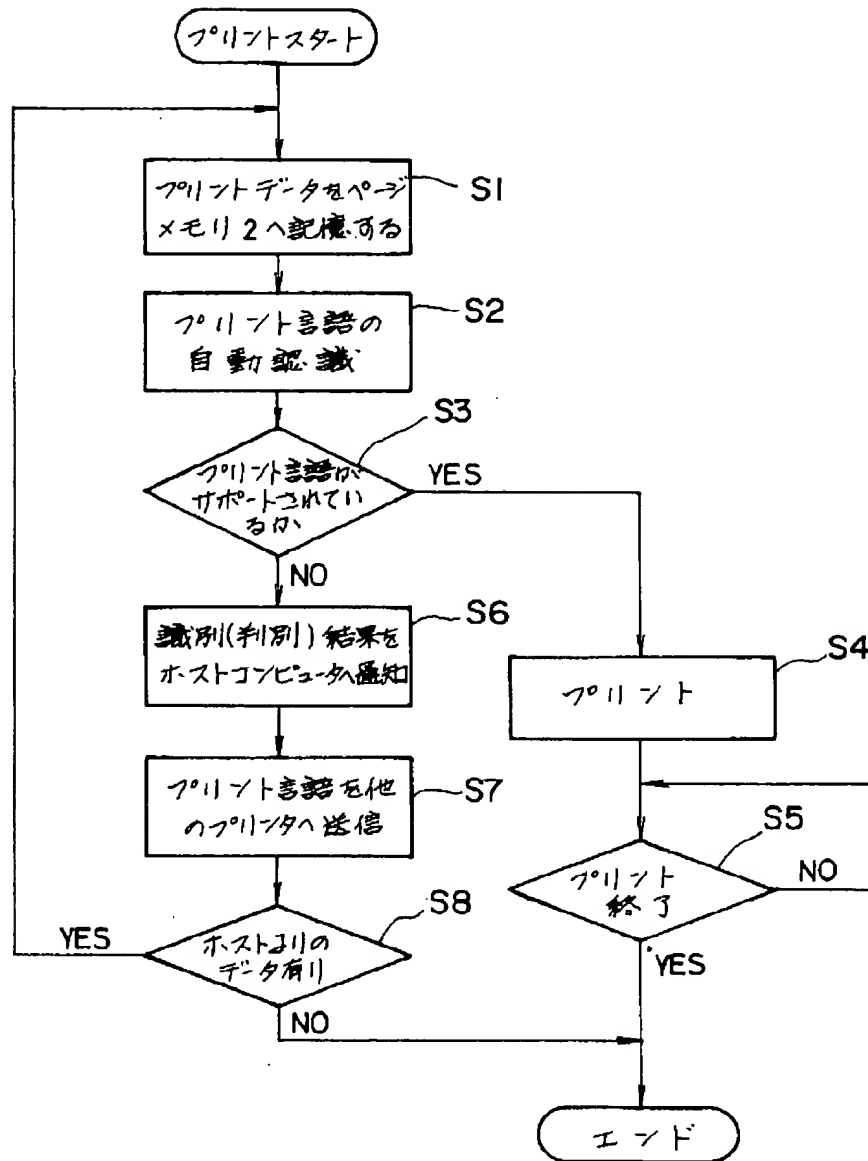 プリントスタート
プリントデータをページ
メモリ2へ記憶する
S1
プリント言語の
自動認識
S2
S3
プリント言語が
サポートされてい
るか
YES
NO
識別(判別)結果を
ホストコンピュータへ通知
S6
S4
プリント
プリント言語を他
のプリンタへ送信
S7
S5
プリント
終了
NO
YES
S8
ホストよりの
データ有り
YES
NO
エンド